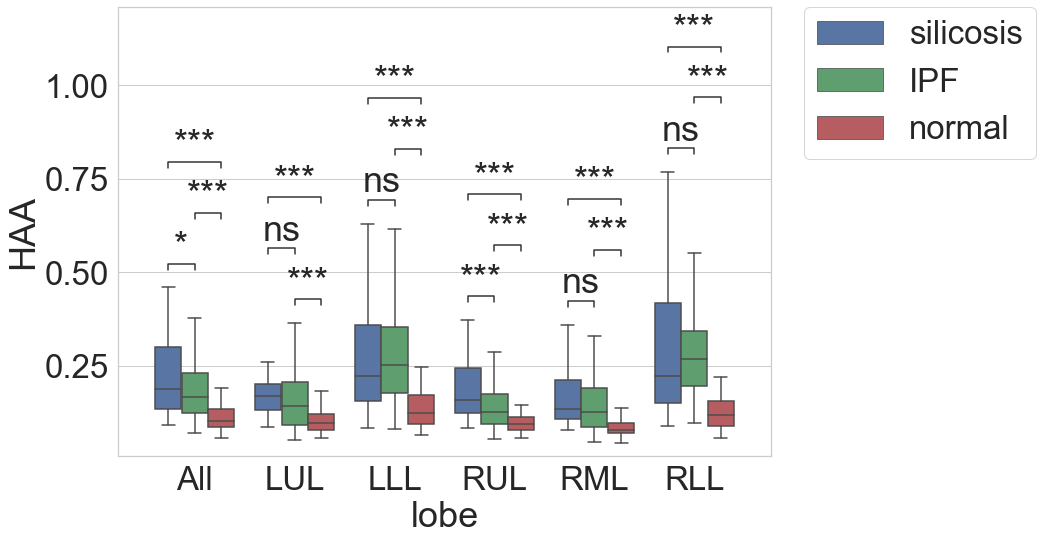 HAA
1.00
0.75
0.50
0.25
***
***
*
***
ns
***
***
***
ns
***
***
***
***
***
ns
***
***
ns
All
LUL
LLL
RUL
RML
RLL
lobe
silicosis
IPF
normal